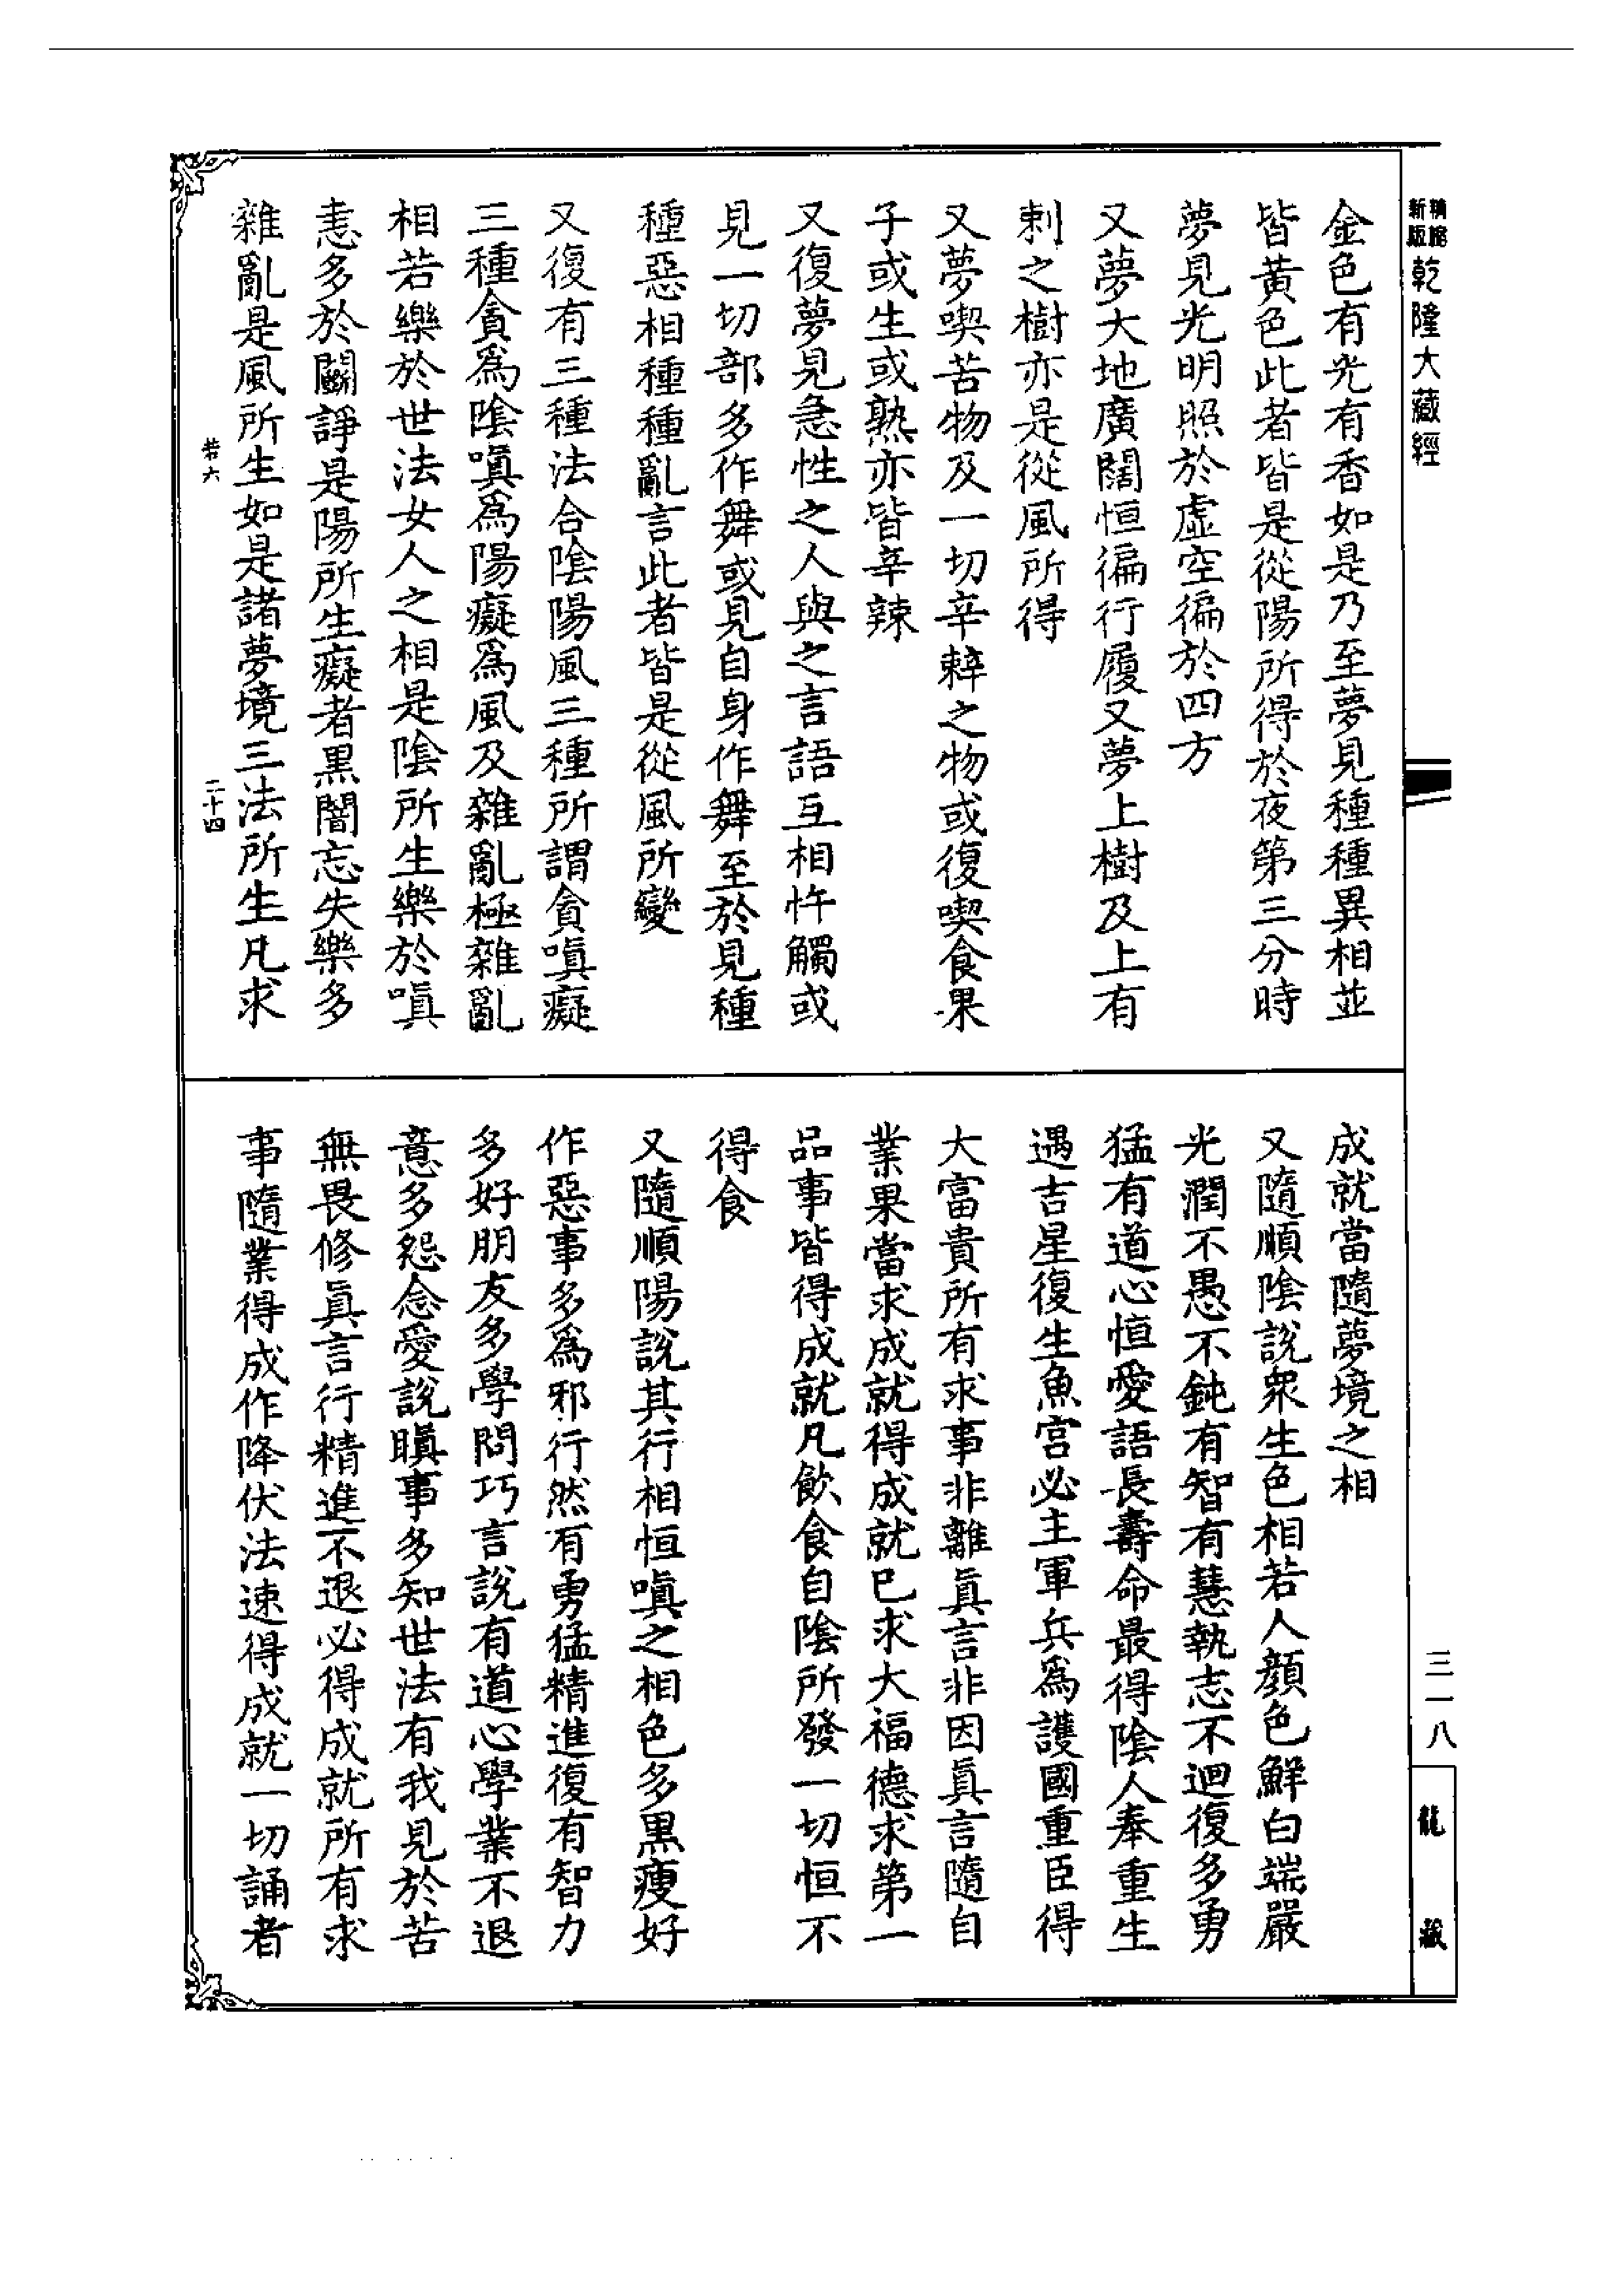 新版
精縮
乾隆大藏經
金色有光有香如是乃至夢見種種異相並
皆黃色此者皆是從陽所得於夜第三分時
夢見光明照於虛空徧於四方
又夢大地廣闊恒徧行履又夢上樹及上有
刺之樹亦是從風所得
又夢喫苦物及一切辛辣之物或復喫食果
子或生或熟亦皆辛辣
又復夢見急性之人與之言語互相忤觸或
見一切部多作舞或見自身作舞至於見種
種惡相種種亂言此者皆是從風所變
又復有三種法合陰陽風三種所謂貪嗔癡
三種貪爲陰嗔爲陽癡爲風及雜亂極雜亂
相若樂於世法女人之相是陰所生樂於嗔
恚多於鬭諍是陽所生癡者黑闇忘失樂多
雜亂是風所生如是諸夢境三法所生凡求
若六
二十四
成就當隨夢境之相
又隨順陰說衆生色相若人顏色鮮白端嚴
光潤不愚不鈍有智有慧執志不迴復多勇
猛有道心恒愛語長壽命最得陰人奉重生
遇吉星復生魚宮必主軍兵爲護國重臣得
大富貴所有求事非離眞言非因眞言隨自
業果當求成就得成就已求大福德求第一
品事皆得成就凡飲食自陰所發一切恒不
得食
又隨順陽說其行相恒嗔之相色多黑瘦好
作惡事多爲邪行然有勇猛精進復有智力
多好朋友多學問巧言說有道心學業不退
意多怨念愛說瞋事多知世法有我見於苦
無畏修眞言行精進不退必得成就所有求
事隨業得成作降伏法速得成就一切誦者
三一八
龍藏